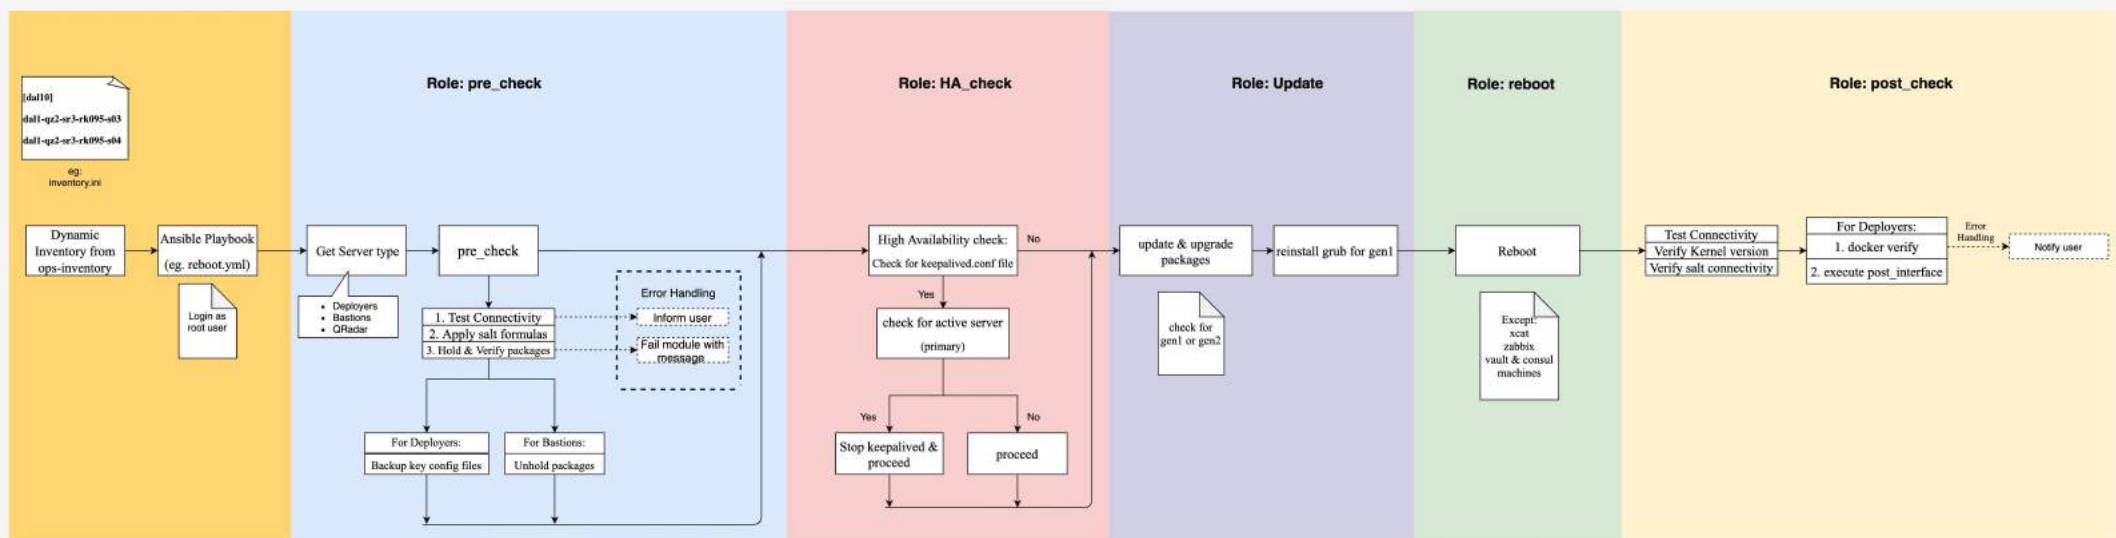 Role: pre_check
Role: HA_check
Role: Update
Role: reboot
Role: post_check
[dal10]
dal1-qz2-sr3-rk095-s03
dal1-qz2-sr3-rk095-s04
eg:
inventory.ini
Dynamic
Inventory from
ops-inventory
Ansible Playbook
(eg. reboot.yml)
Login as
root user
Get Server type
• Deployers
• Bastions
• QRadar
pre_check
1. Test Connectivity
2. Apply salt formulas
3. Hold & Verify packages
Error Handling
Inform user
Fail module with
message
For Deployers:
Backup key config files
For Bastions:
Unhold packages
High Availability check:
Check for keepalived.conf file
No
Yes
check for active server
(primary)
Yes
No
Stop keepalived &
proceed
proceed
update & upgrade
packages
reinstall grub for gen1
check for
gen1 or gen2
Reboot
Except:
xcat
zabbix
vault & consul
machines
Test Connectivity
Verify Kernel version
Verify salt connectivity
For Deployers:
1. docker verify
2. execute post_interface
Error
Handling
Notify user